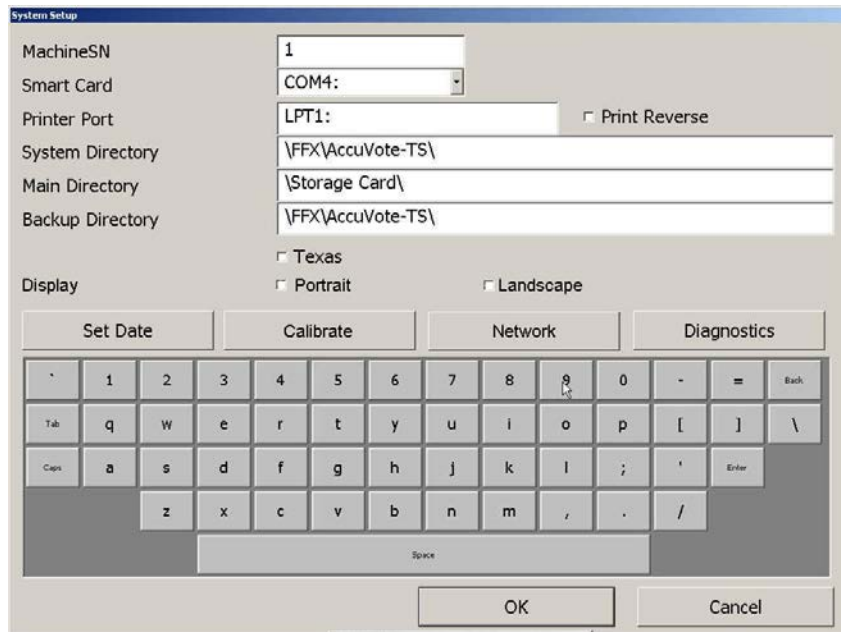 System Setup
MachineSN 1
Smart Card COM4:
Printer Port LPT1: Print Reverse
System Directory \FFX\AccuVote-TS\
Main Directory \Storage Card\
Backup Directory \FFX\AccuVote-TS\
Texas
Display Portrait Landscape
Set Date Calibrate Network Diagnostics
` 1 2 3 4 5 6 7 8 9 0 - = Back
Tab q w e r t y u i o p [ ] \
Caps a s d f g h j k l ; ' Enter
z x c v b n m , . /
Space
OK Cancel